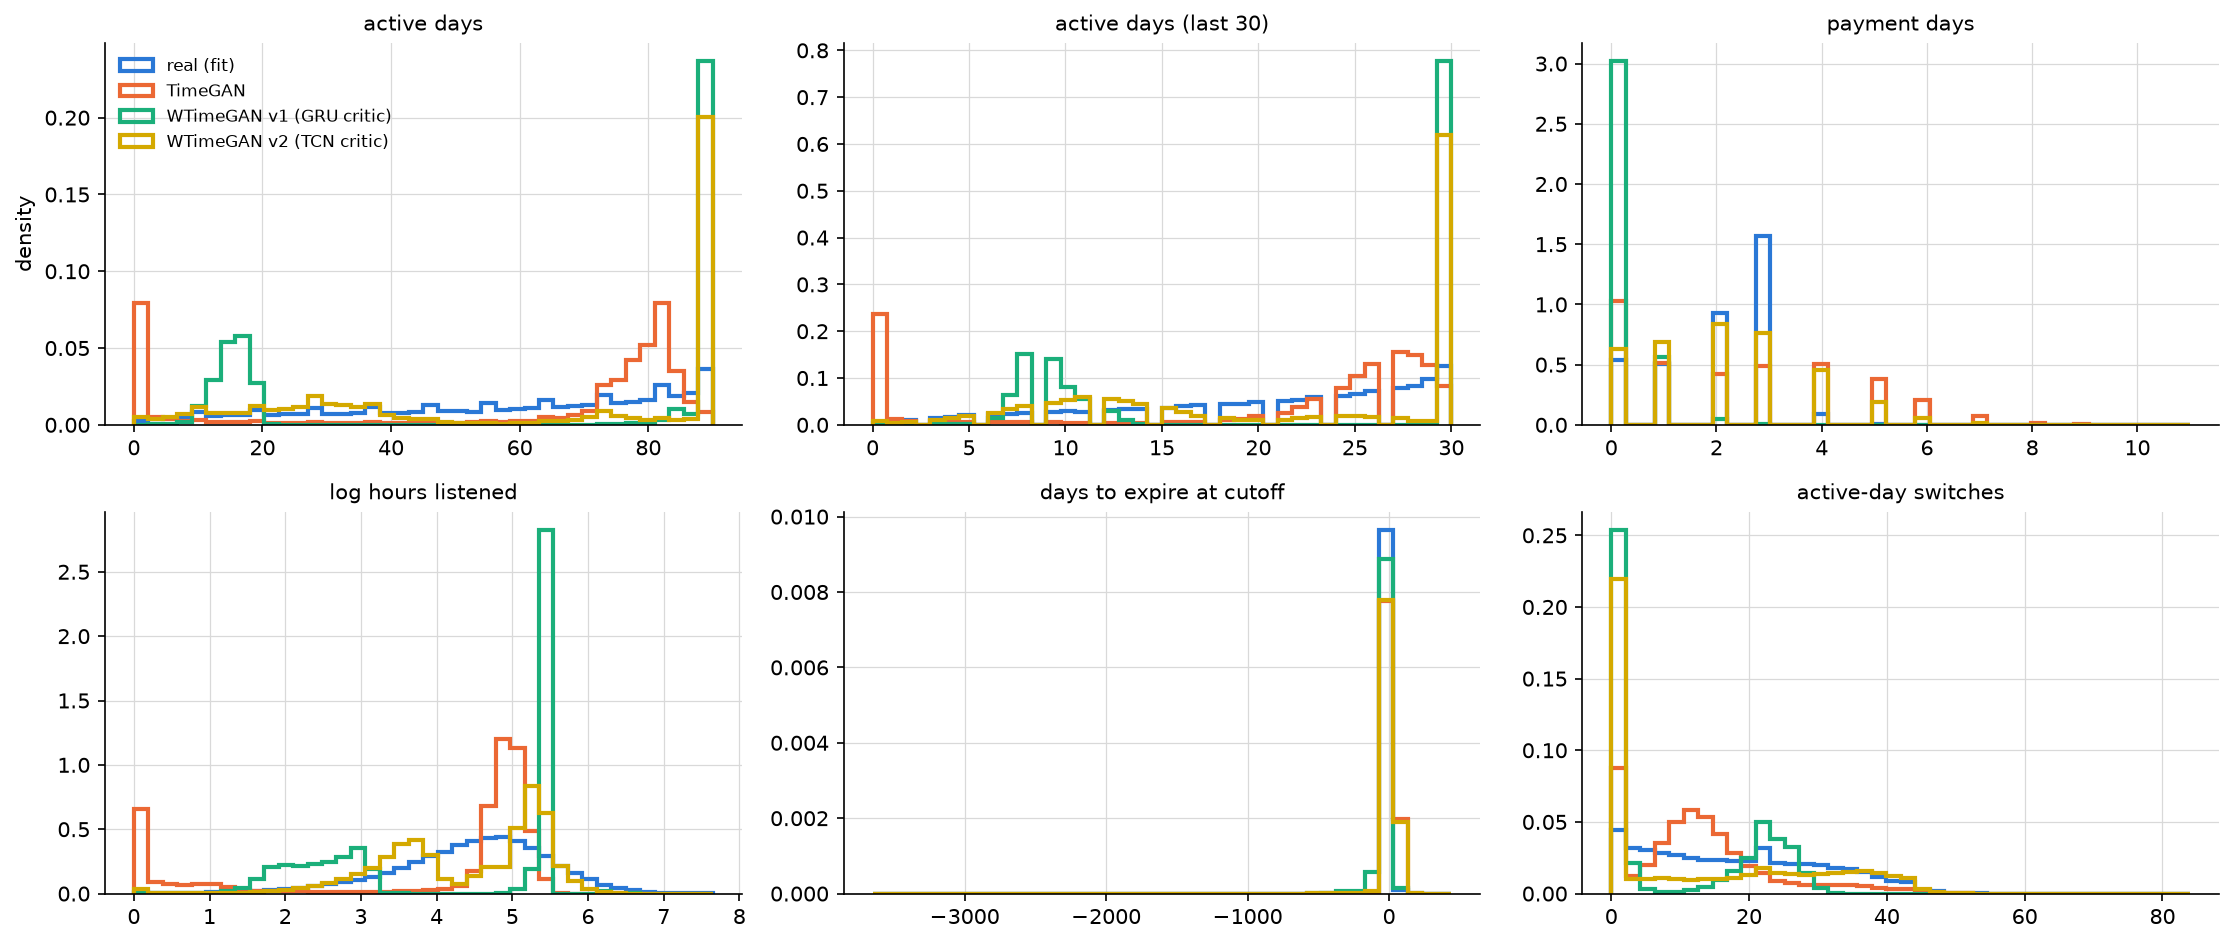 active days
0.20
0.15
0.10
0.05
0.00
density
0 20 40 60 80
real (fit)
TimeGAN
WTimeGAN v1 (GRU critic)
WTimeGAN v2 (TCN critic)
active days (last 30)
0.8
0.7
0.6
0.5
0.4
0.3
0.2
0.1
0.0
0 5 10 15 20 25 30
payment days
3.0
2.5
2.0
1.5
1.0
0.5
0.0
0 2 4 6 8 10
log hours listened
2.5
2.0
1.5
1.0
0.5
0.0
0 1 2 3 4 5 6 7 8
days to expire at cutoff
0.010
0.008
0.006
0.004
0.002
0.000
−3000 −2000 −1000 0
active-day switches
0.25
0.20
0.15
0.10
0.05
0.00
0 20 40 60 80